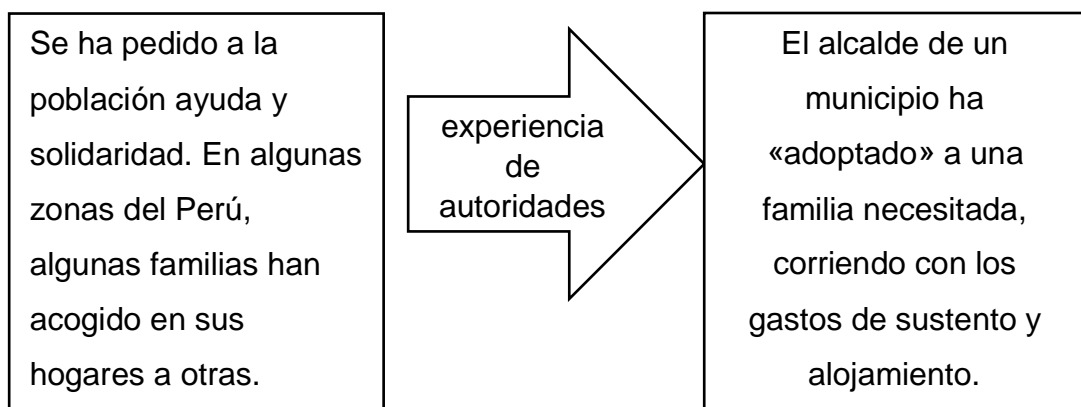 Se ha pedido a la
población ayuda y
solidaridad. En algunas
zonas del Perú,
algunas familias han
acogido en sus
hogares a otras.
experiencia
de
autoridades
El alcalde de un
municipio ha
«adoptado» a una
familia necesitada,
corriendo con los
gastos de sustento y
alojamiento.